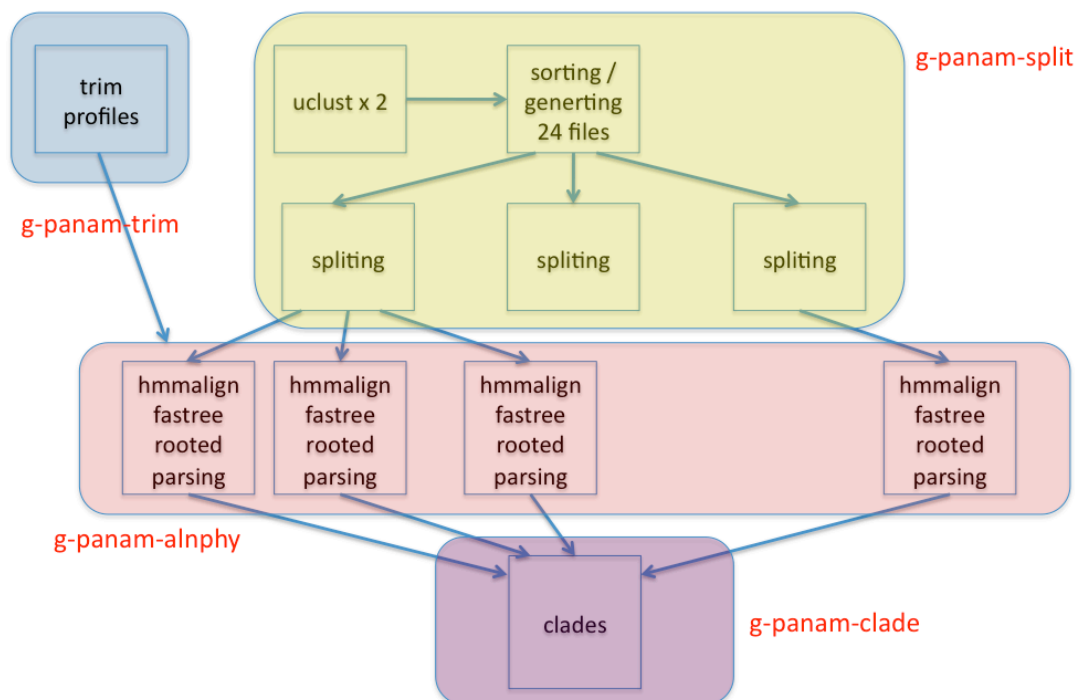 trim
profiles
g-panam-trim
uclust x 2
sorting /
generting
24 files
g-panam-split
spliting
spliting
spliting
hmmalign
fastree
rooted
parsing
hmmalign
fastree
rooted
parsing
hmmalign
fastree
rooted
parsing
hmmalign
fastree
rooted
parsing
g-panam-alnphy
clades
g-panam-clade